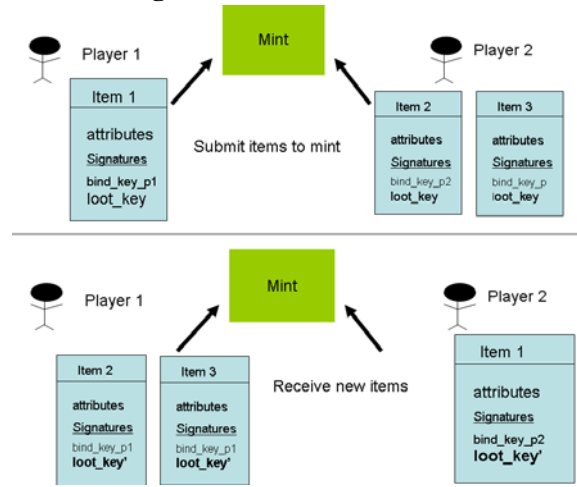 Player 1
Mint
Player 2
Item 1
attributes
Signatures
bind_key_p1
loot_key
Submit items to mint
Item 2
attributes
Signatures
bind_key_p2
loot_key
Item 3
attributes
Signatures
bind_key_p
loot_key
Player 1
Mint
Player 2
Item 2
attributes
Signatures
bind_key_p1
loot_key'
Item 3
attributes
Signatures
bind_key_p1
loot_key'
Receive new items
Item 1
attributes
Signatures
bind_key_p2
loot_key'